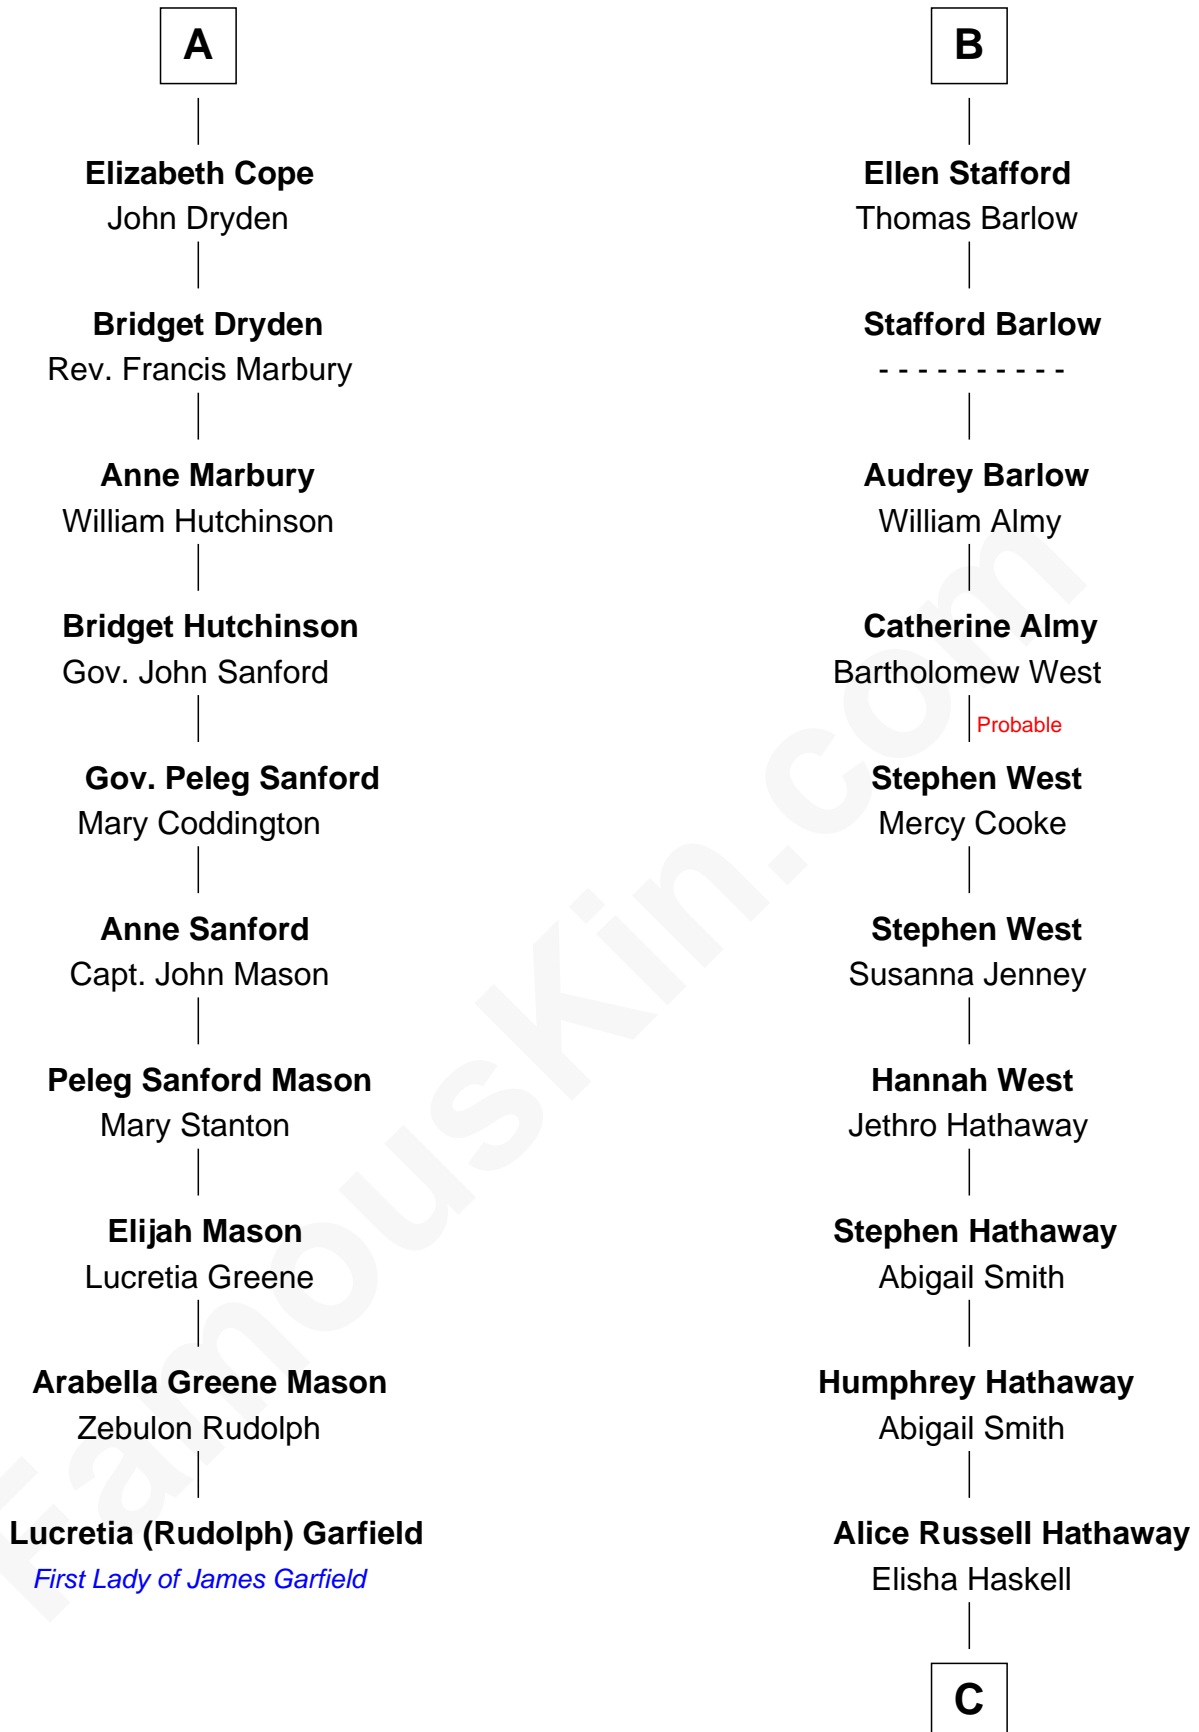 A
Elizabeth Cope
John Dryden
Bridget Dryden
Rev. Francis Marbury
Anne Marbury
William Hutchinson
Bridget Hutchinson
Gov. John Sanford
Gov. Peleg Sanford
Mary Coddington
Anne Sanford
Capt. John Mason
Peleg Sanford Mason
Mary Stanton
Elijah Mason
Lucretia Greene
Arabella Greene Mason
Zebulon Rudolph
Lucretia (Rudolph) Garfield
First Lady of James Garfield
B
Ellen Stafford
Thomas Barlow
Stafford Barlow
- - - - - - - - - -
Audrey Barlow
William Almy
Catherine Almy
Bartholomew West
Probable
Stephen West
Mercy Cooke
Stephen West
Susanna Jenney
Hannah West
Jethro Hathaway
Stephen Hathaway
Abigail Smith
Humphrey Hathaway
Abigail Smith
Alice Russell Hathaway
Elisha Haskell
C
FamousKin.com